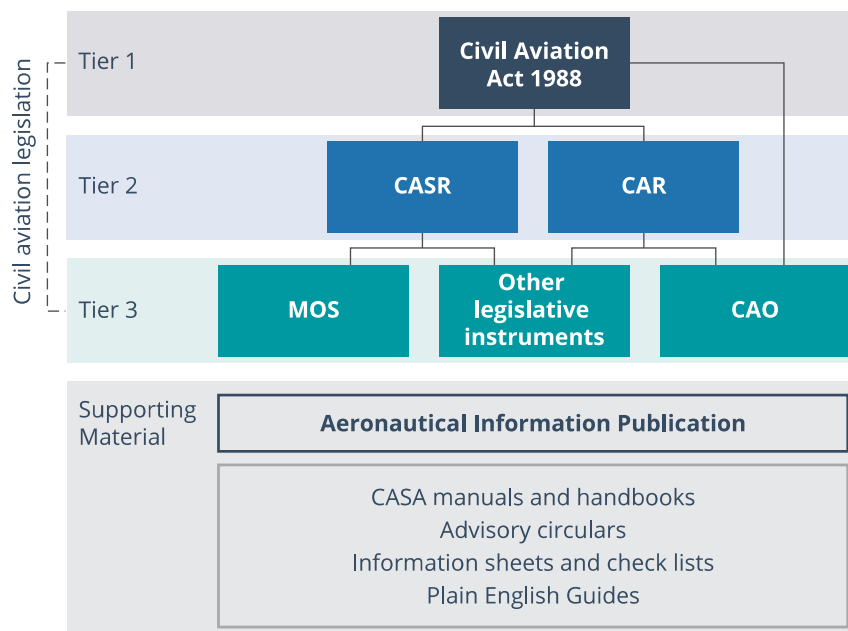 Civil aviation legislation
Tier 1
Civil Aviation
Act 1988
Tier 2
CASR
CAR
Tier 3
MOS
Other
legislative
instruments
CAO
Supporting
Material
Aeronautical Information Publication
CASA manuals and handbooks
Advisory circulars
Information sheets and check lists
Plain English Guides